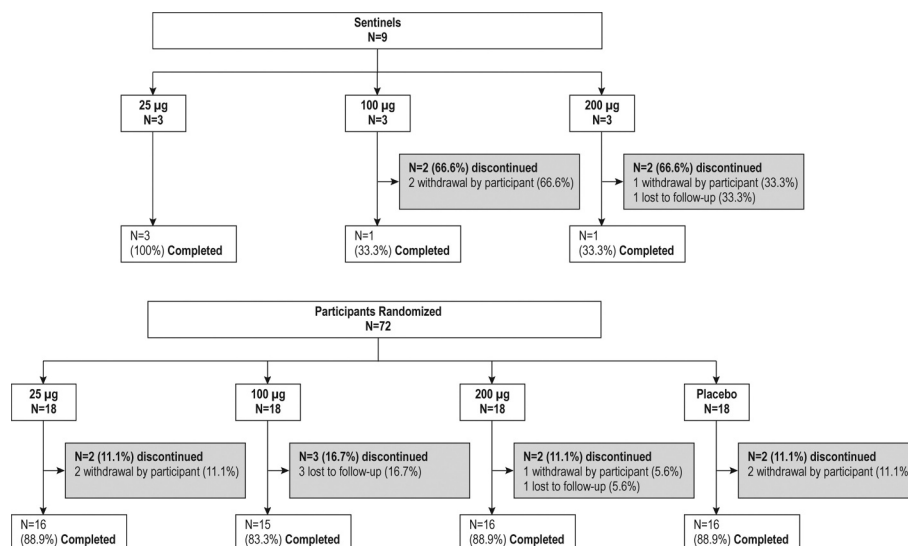 Sentinels
N=9
25 µg
N=3
100 µg
N=3
200 µg
N=3
N=2 (66.6%) discontinued
2 withdrawal by participant (66.6%)
N=2 (66.6%) discontinued
1 withdrawal by participant (33.3%)
1 lost to follow-up (33.3%)
N=3
(100%) Completed
N=1
(33.3%) Completed
N=1
(33.3%) Completed
Participants Randomized
N=72
25 µg
N=18
100 µg
N=18
200 µg
N=18
Placebo
N=18
N=2 (11.1%) discontinued
2 withdrawal by participant (11.1%)
N=3 (16.7%) discontinued
3 lost to follow-up (16.7%)
N=2 (11.1%) discontinued
1 withdrawal by participant (5.6%)
1 lost to follow-up (5.6%)
N=2 (11.1%) discontinued
2 withdrawal by participant (11.1%
N=16
(88.9%) Completed
N=15
(83.3%) Completed
N=16
(88.9%) Completed
N=16
(88.9%) Completed